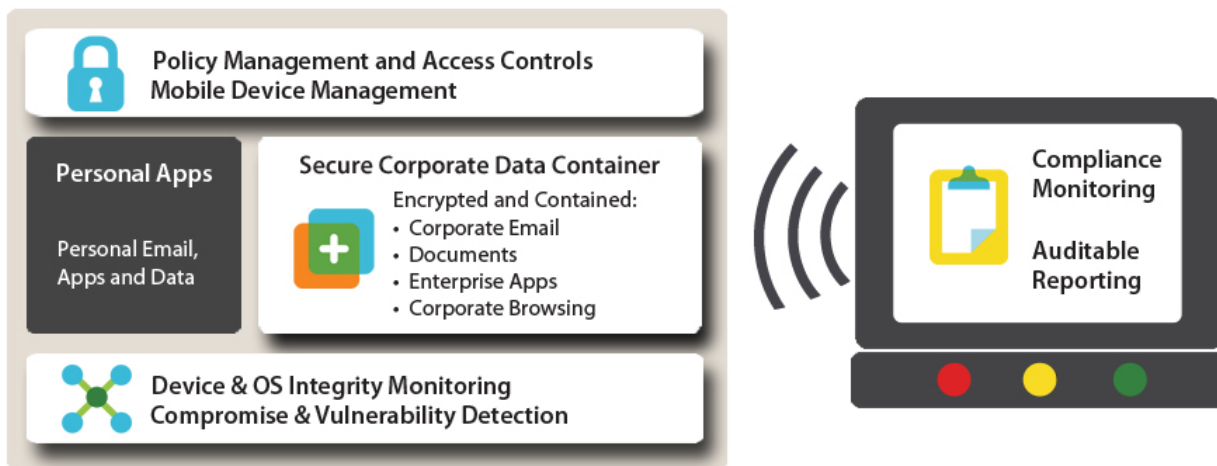 Policy Management and Access Controls
Mobile Device Management
Personal Apps
Personal Email,
Apps and Data
Secure Corporate Data Container
Encrypted and Contained:
• Corporate Email
• Documents
• Enterprise Apps
• Corporate Browsing
Device & OS Integrity Monitoring
Compromise & Vulnerability Detection
Compliance
Monitoring
Auditable
Reporting